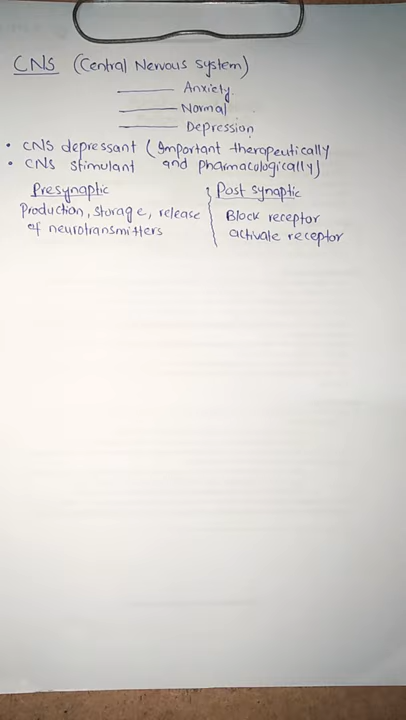 CNS (Central Nervous system)
Anxiety.
Normal
Depression
• CNS depressant (Important therapeutically
• CNS stimulant and pharmacologically)
Presynaptic
Production, storage, release
of neurotransmitters
Post synaptic
Block receptor
activate receptor